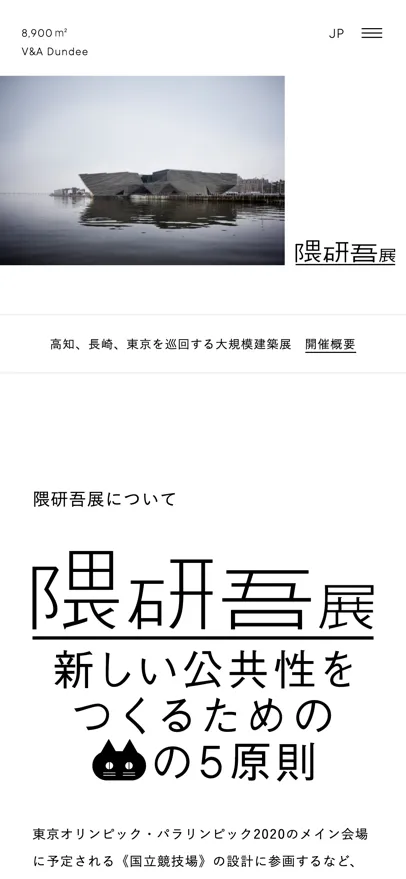 8,900㎡
V&A Dundee
JP
隈研吾展
高知、長崎、東京を巡回する大規模建築展 開催概要
隈研吾展について
隈研吾展
新しい公共性を
つくるための
の5原則
東京オリンピック・パラリンピック2020のメイン会場
に予定される《国立競技場》の設計に参画するなど、